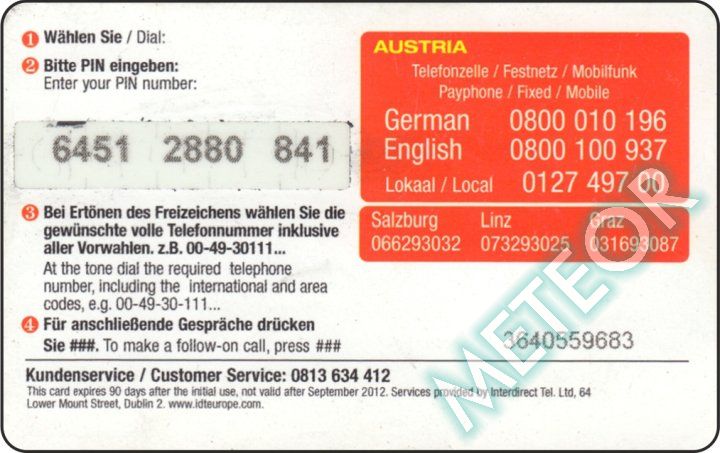 1 Wählen Sie / Dial:
2 Bitte PIN eingeben:
Enter your PIN number:
6451 2880 841
AUSTRIA
Telefonzelle / Festnetz / Mobilfunk
Payphone / Fixed / Mobile
German 0800 010 196
English 0800 100 937
Lokaal / Local 0127 497 00
Salzburg Linz Graz
066293032 073293025 031693087
3 Bei Ertönen des Freizeichens wählen Sie die
gewünschte volle Telefonnummer inklusive
aller Vorwahlen. z.B. 00-49-30111...
At the tone dial the required telephone
number, including the international and area
codes, e.g. 00-49-30-111...
4 Für anschließende Gespräche drücken
Sie ###. To make a follow-on call, press ###
3640559683
Kundenservice / Customer Service: 0813 634 412
This card expires 90 days after the initial use, not valid after September 2012. Services provided by Interdirect Tel. Ltd, 64
Lower Mount Street, Dublin 2. www.idteurope.com.
METEOR